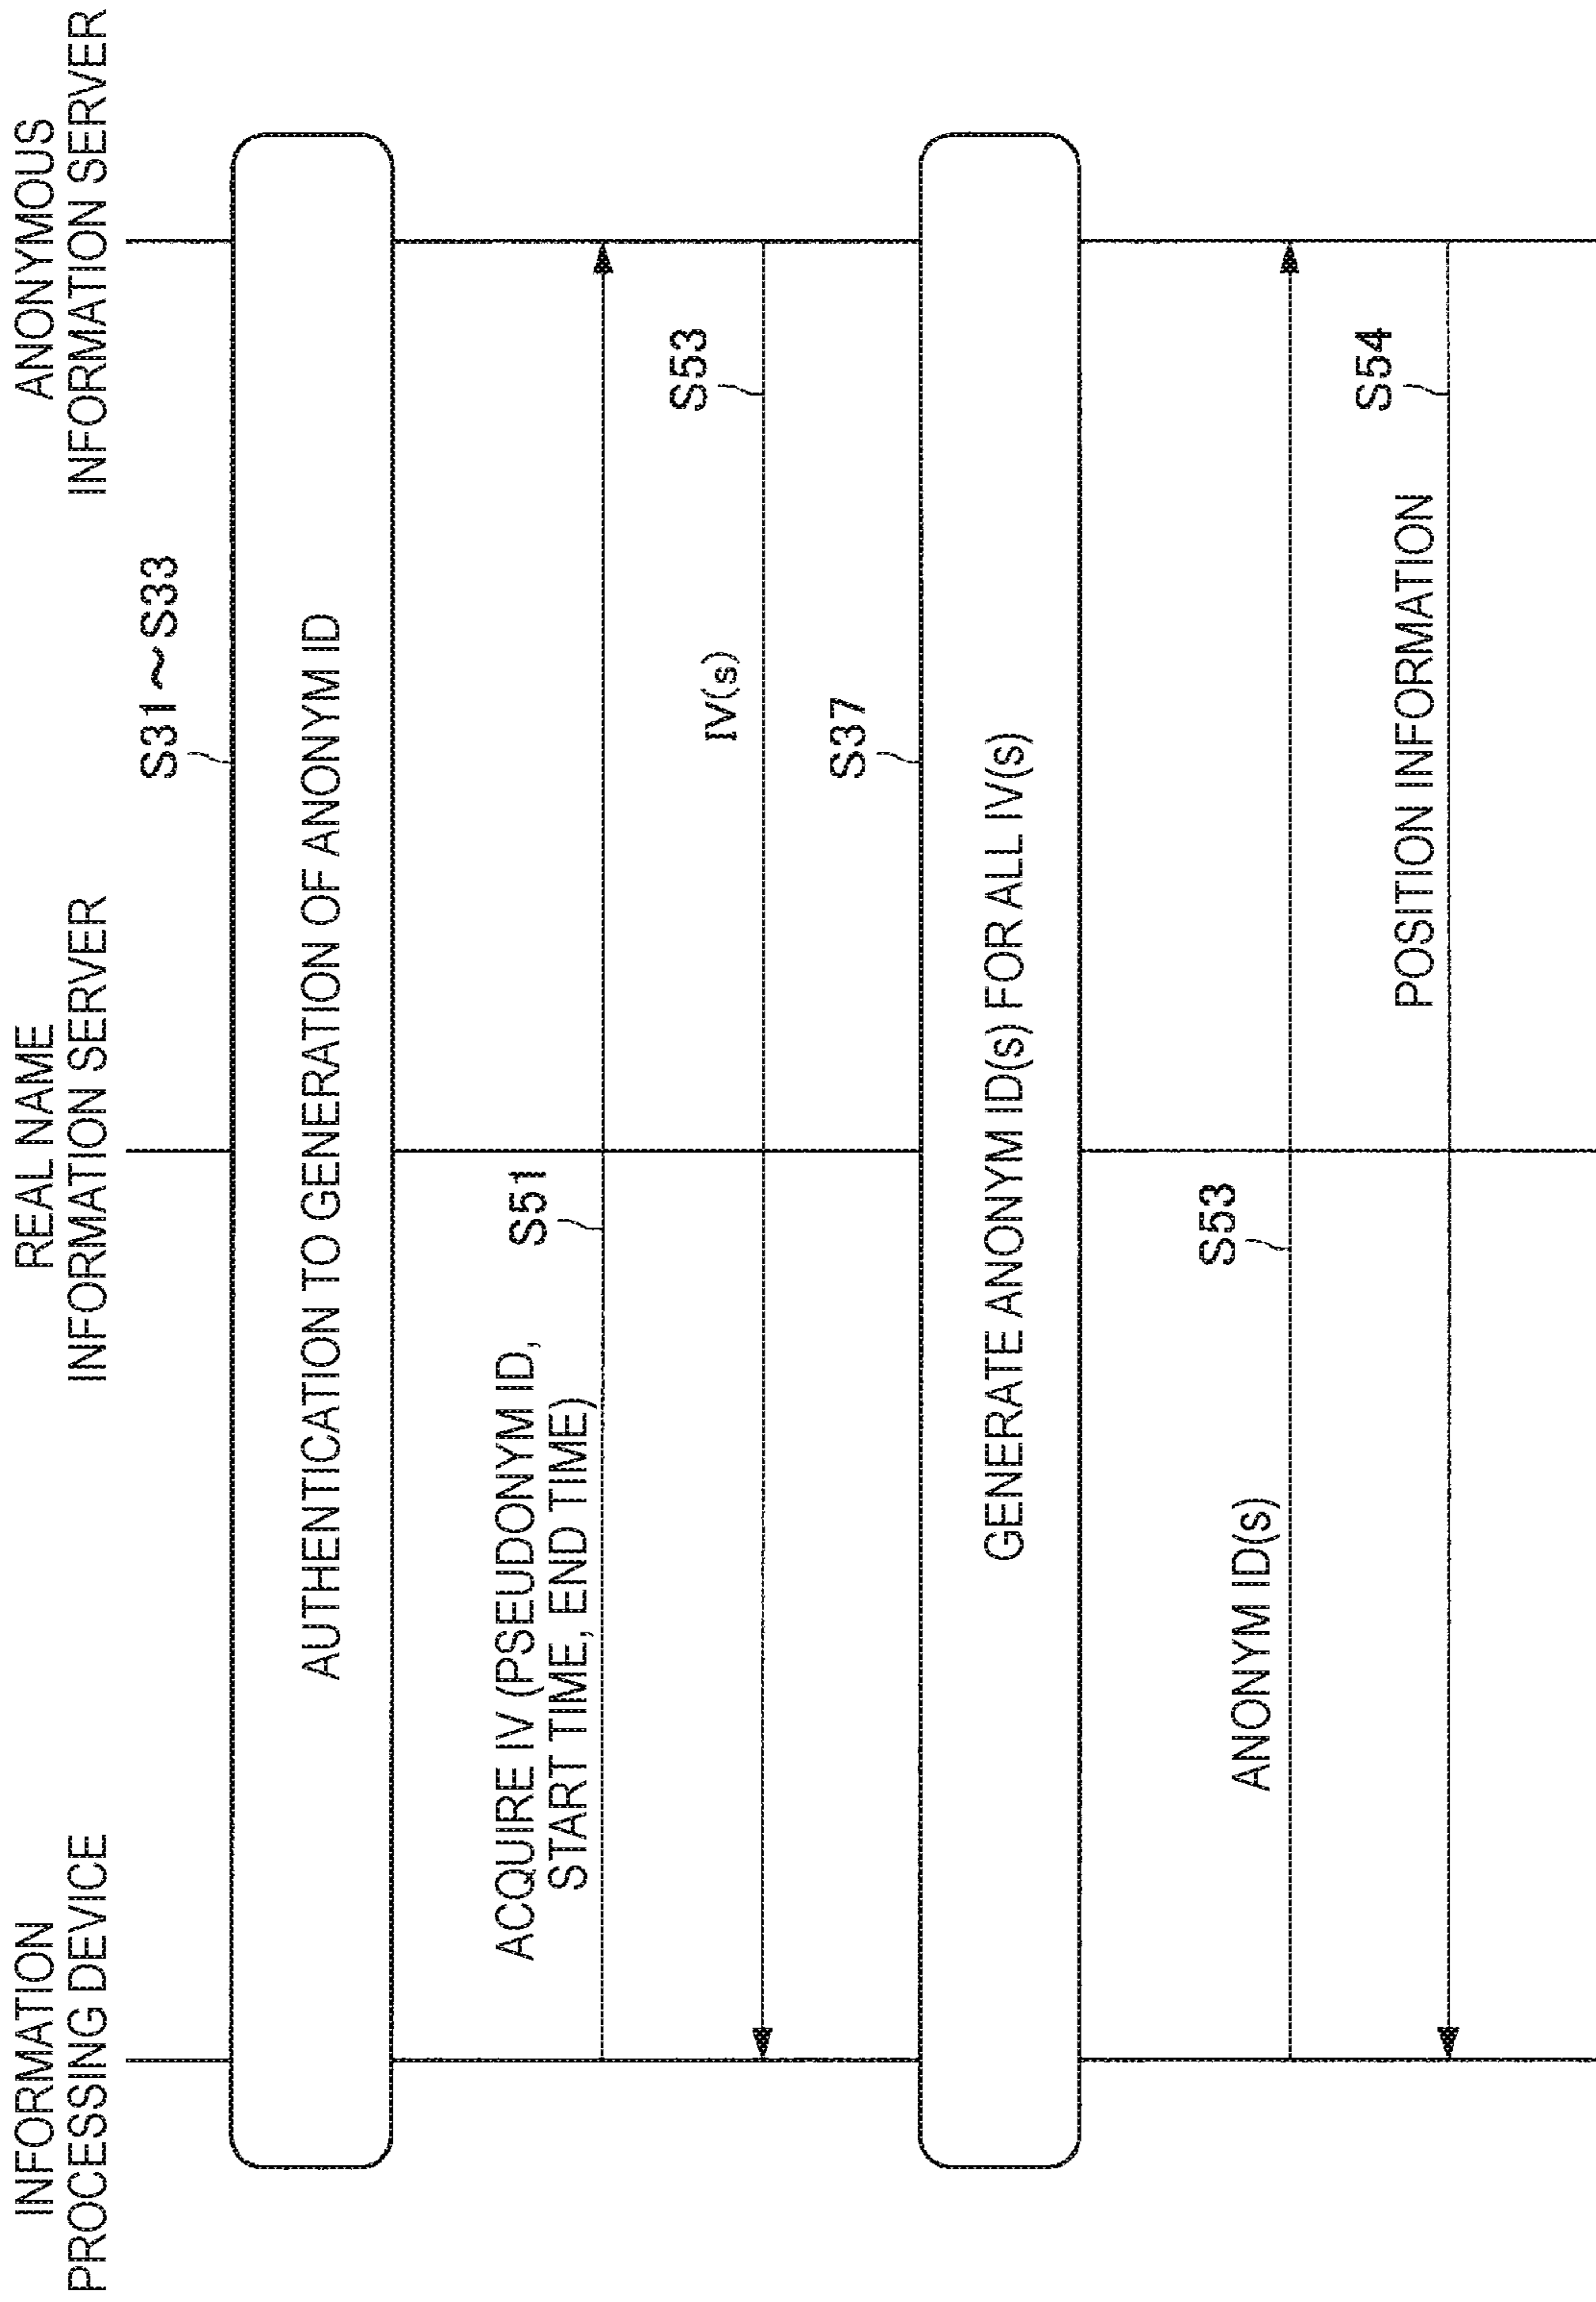 INFORMATION
PROCESSING DEVICE
REAL NAME
INFORMATION SERVER
ANONYMOUS
INFORMATION SERVER
S31~S33
AUTHENTICATION TO GENERATION OF ANONYM ID
ACQUIRE IV (PSEUDONYM ID,
START TIME, END TIME)
S51
S53
IV(s)
S37
GENERATE ANONYM ID(s) FOR ALL IV(s)
ANONYM ID(s)
S53
S54
POSITION INFORMATION